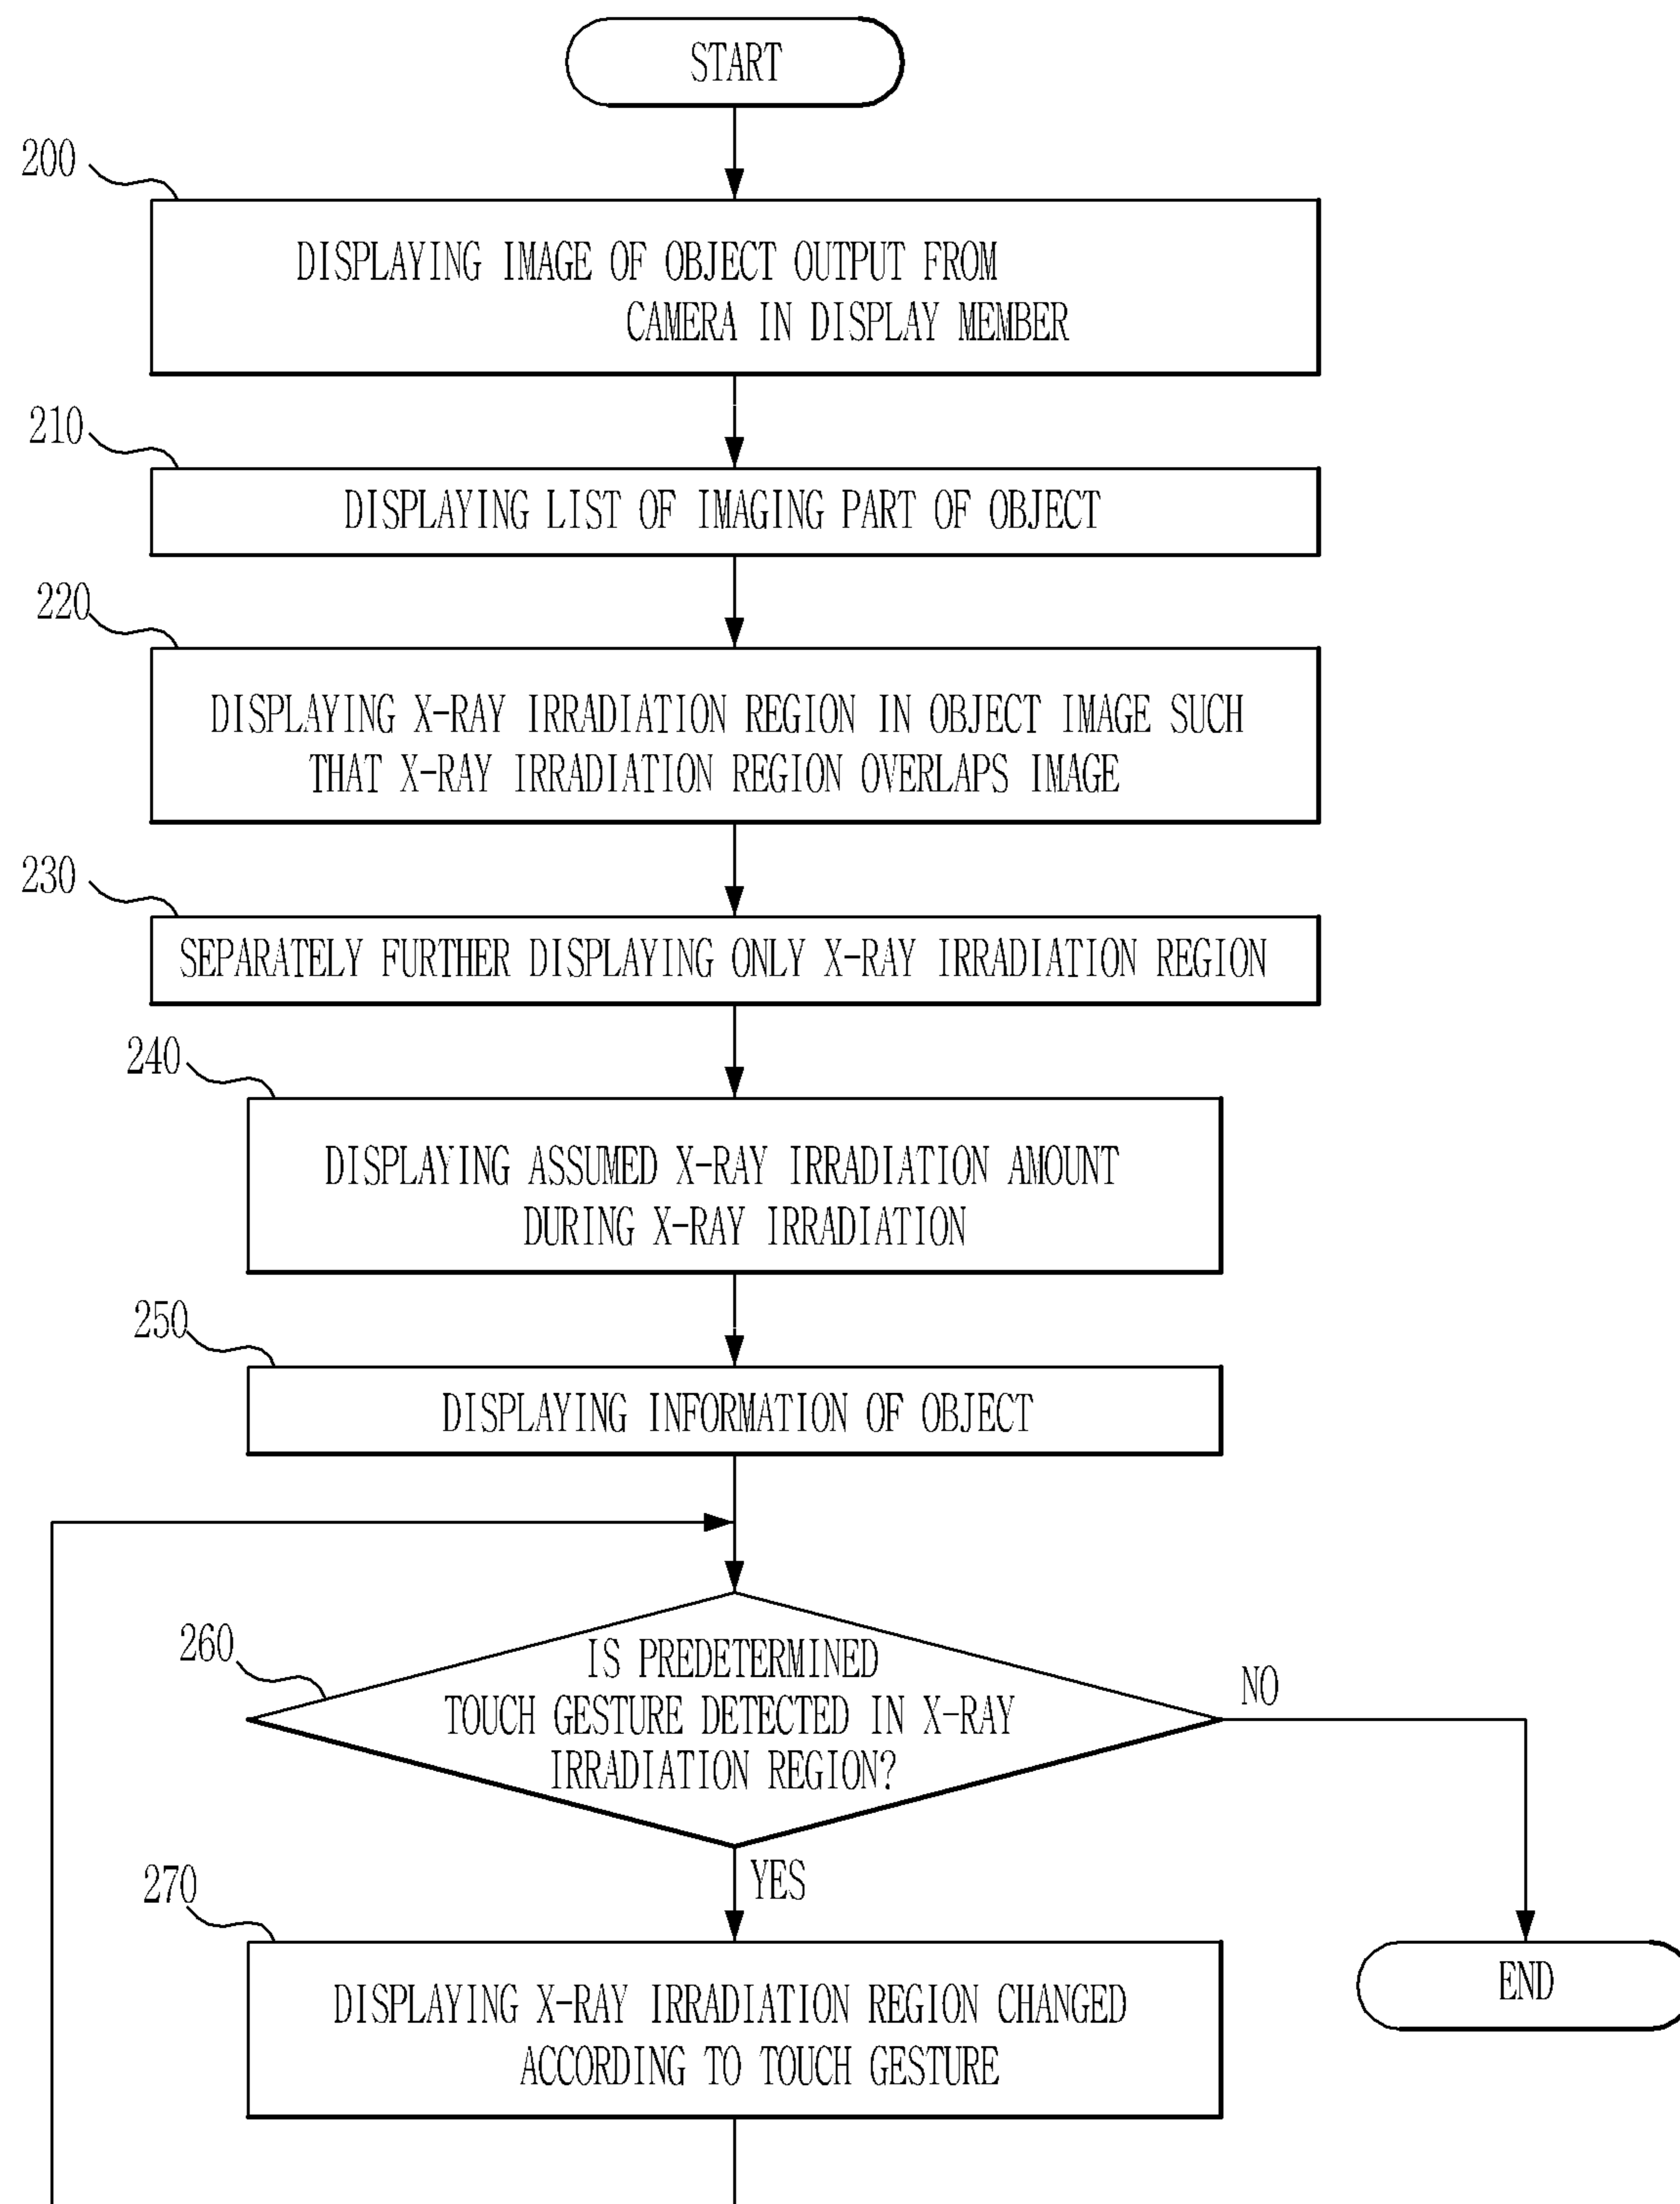 START
200
DISPLAYING IMAGE OF OBJECT OUTPUT FROM
CAMERA IN DISPLAY MEMBER
210
DISPLAYING LIST OF IMAGING PART OF OBJECT
220
DISPLAYING X-RAY IRRADIATION REGION IN OBJECT IMAGE SUCH
THAT X-RAY IRRADIATION REGION OVERLAPS IMAGE
230
SEPARATELY FURTHER DISPLAYING ONLY X-RAY IRRADIATION REGION
240
DISPLAYING ASSUMED X-RAY IRRADIATION AMOUNT
DURING X-RAY IRRADIATION
250
DISPLAYING INFORMATION OF OBJECT
260
IS PREDETERMINED
TOUCH GESTURE DETECTED IN X-RAY
IRRADIATION REGION?
NO
YES
270
DISPLAYING X-RAY IRRADIATION REGION CHANGED
ACCORDING TO TOUCH GESTURE
END